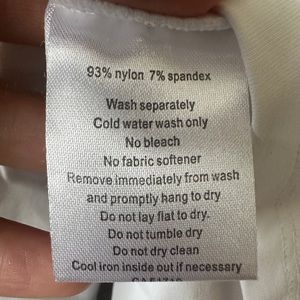 93% nylon 7% spandex
Wash separately
Cold water wash only
No bleach
No fabric softener
Remove immediately from wash
and promptly hang to dry
Do not lay flat to dry.
Do not tumble dry
Do not dry clean
Cool iron inside out if necessary